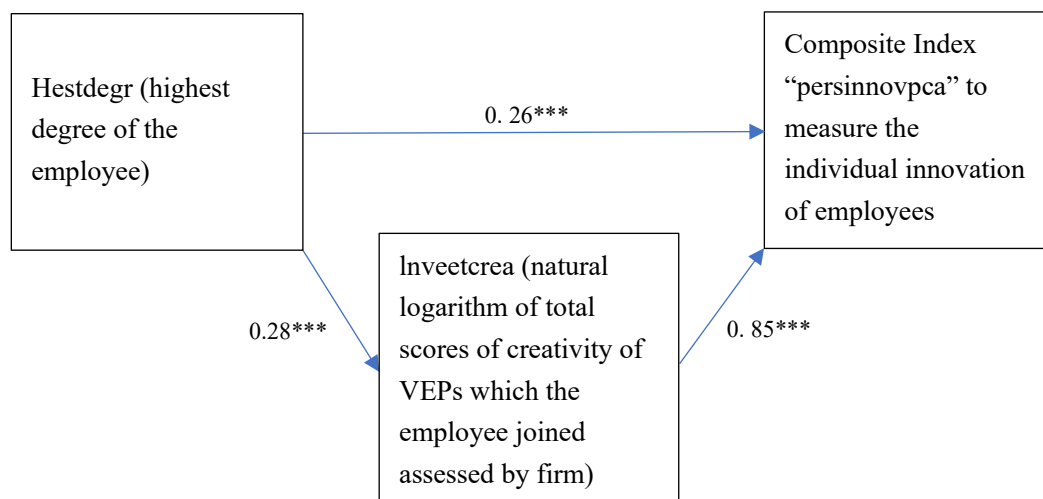 Hestdegr (highest
degree of the
employee)
0. 26***
Composite Index
“persinnovpca” to
measure the
individual innovation
of employees
0.28***
lnveetcrea (natural
logarithm of total
scores of creativity of
VEPs which the
employee joined
assessed by firm)
0. 85***